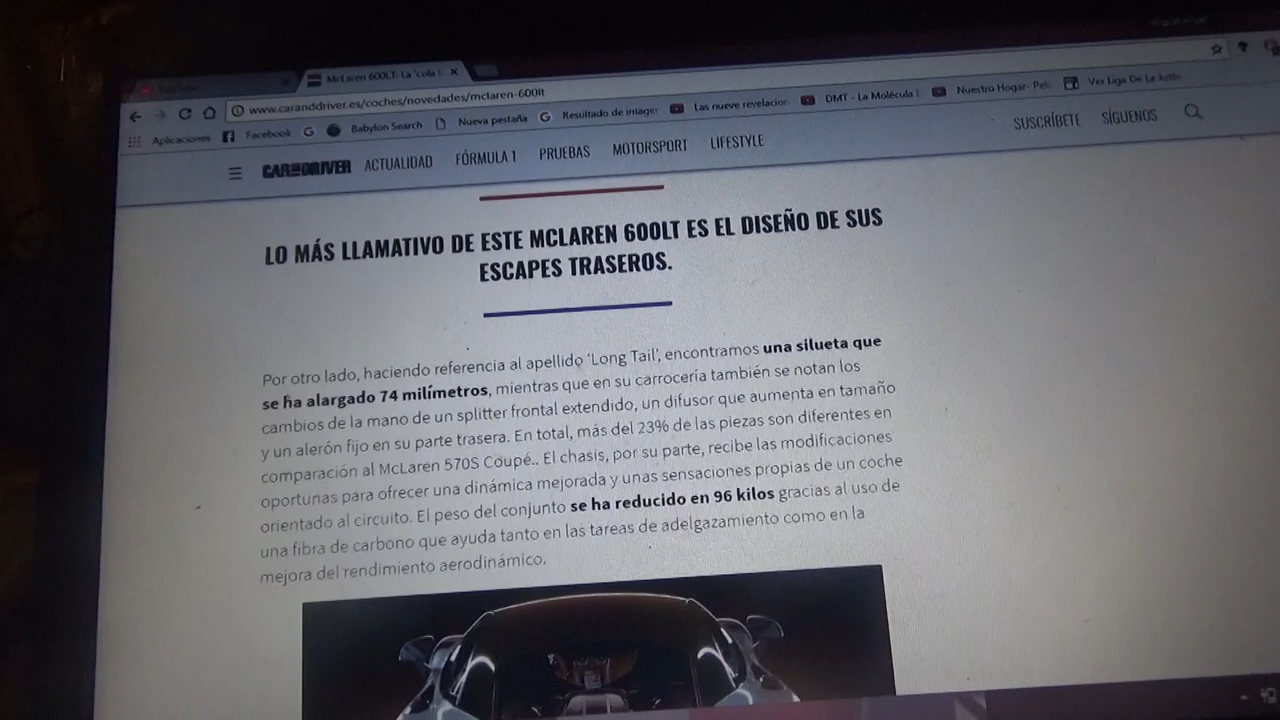 McLaren 600LT: La 'cola l
www.caranddriver.es/coches/novedades/mclaren-600lt
Aplicaciones Facebook Babylon Search Nueva pestaña Resultado de image: Las nueve revelacion DMT - La Molécula Nuestro Hogar- Ver Liga De La Justic
CAR AND DRIVER ACTUALIDAD FÓRMULA 1 PRUEBAS MOTORSPORT LIFESTYLE SUSCRÍBETE SÍGUENOS
LO MÁS LLAMATIVO DE ESTE MCLAREN 600LT ES EL DISEÑO DE SUS
ESCAPES TRASEROS.
Por otro lado, haciendo referencia al apellido 'Long Tail', encontramos una silueta que
se ha alargado 74 milímetros, mientras que en su carrocería también se notan los
cambios de la mano de un splitter frontal extendido, un difusor que aumenta en tamaño
y un alerón fijo en su parte trasera. En total, más del 23% de las piezas son diferentes en
comparación al McLaren 570S Coupé.. El chasis, por su parte, recibe las modificaciones
oportunas para ofrecer una dinámica mejorada y unas sensaciones propias de un coche
orientado al circuito. El peso del conjunto se ha reducido en 96 kilos gracias al uso de
una fibra de carbono que ayuda tanto en las tareas de adelgazamiento como en la
mejora del rendimiento aerodinámico.